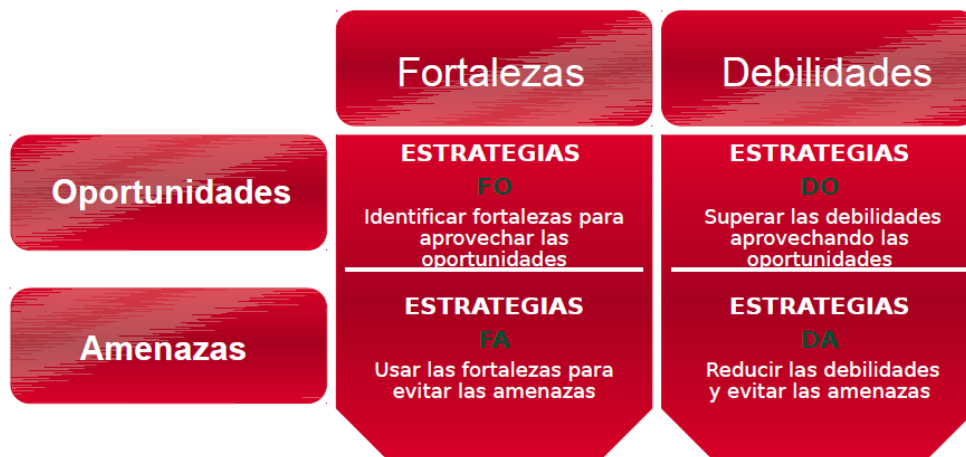 Fortalezas
Debilidades
Oportunidades
ESTRATEGIAS
FO
Identificar fortalezas para
aprovechar las
oportunidades
ESTRATEGIAS
DO
Superar las debilidades
aprovechando las
oportunidades
Amenazas
ESTRATEGIAS
FA
Usar las fortalezas para
evitar las amenazas
ESTRATEGIAS
DA
Reducir las debilidades
y evitar las amenazas